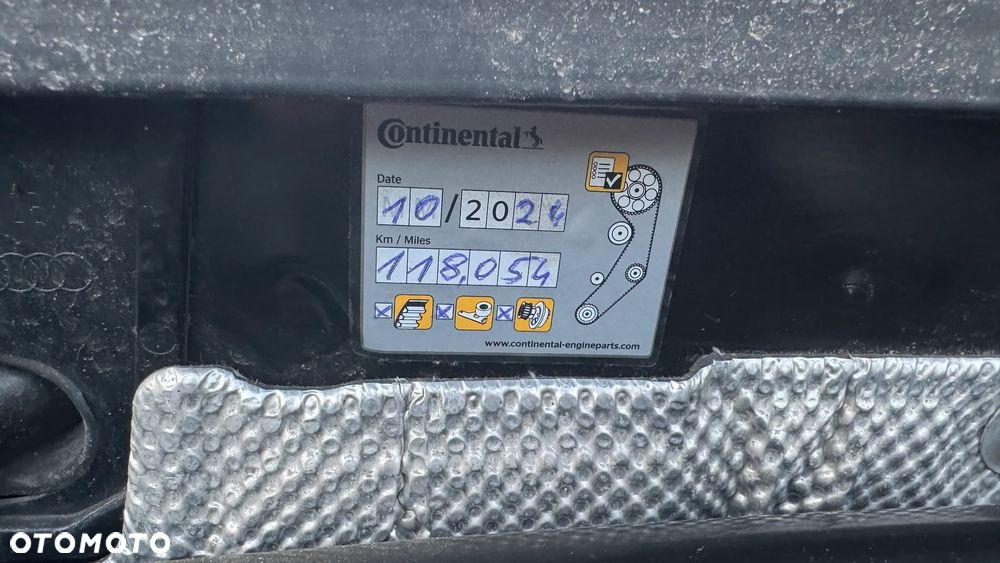 Continental
Date
10/2024
Km / Miles
118,054
www.continental-engineparts.com
OTOMOTO